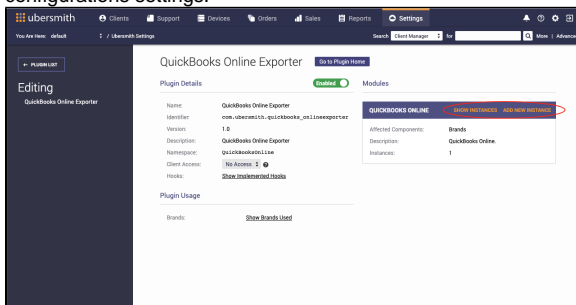 configurations settings.
ubersmith Clients Support Devices Orders Sales Reports Settings
You Are Here: default / Ubersmith Settings Search Client Manager for More | Advance
← PLUGIN LIST
Editing
QuickBooks Online Exporter
QuickBooks Online Exporter Go to Plugin Home
Plugin Details Enabled
Name: QuickBooks Online Exporter
Identifier: com.ubersmith.quickbooks_onlineexporter
Version: 1.0
Description: QuickBooks Online Exporter
Namespace: QuickBooksOnline
Client Access: No Access
Hooks: Show Implemented Hooks
Plugin Usage
Brands: Show Brands Used
Modules
QUICKBOOKS ONLINE SHOW INSTANCES ADD NEW INSTANCE
Affected Components: Brands
Description: QuickBooks Online.
Instances: 1